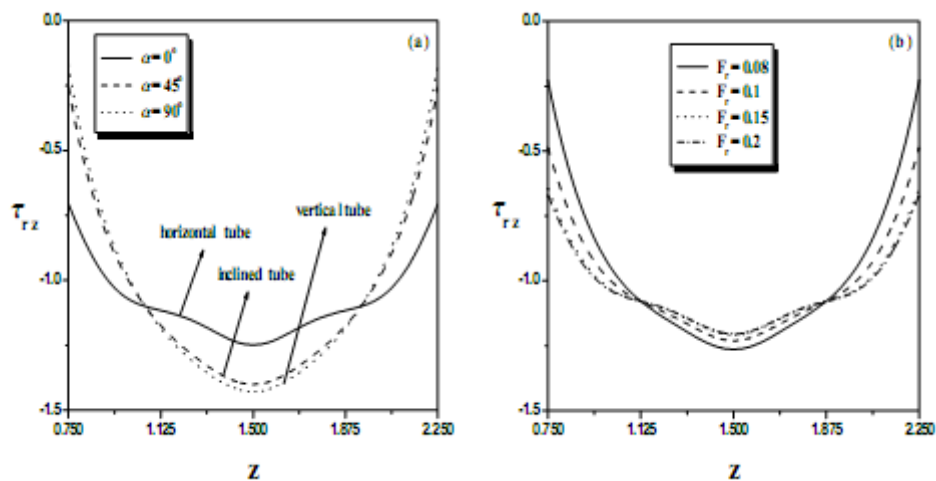 (a)
α=0°
α=45°
α=90°
0.0
-0.5
-1.0
-1.5
τrz
horizontal tube
inclined tube
vertical tube
0.750
1.125
1.500
1.875
2.250
z
(b)
Fr=0.08
Fr=0.1
Fr=0.15
Fr=0.2
0.0
-0.5
-1.0
-1.5
τrz
0.750
1.125
1.500
1.875
2.250
z